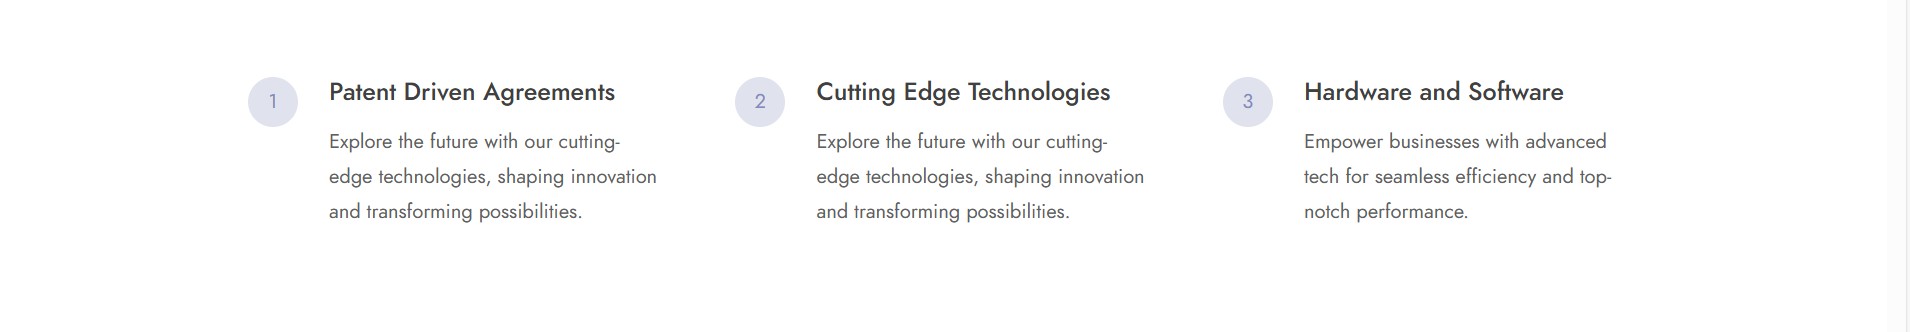 1
Patent Driven Agreements
Explore the future with our cutting-
edge technologies, shaping innovation
and transforming possibilities.
2
Cutting Edge Technologies
Explore the future with our cutting-
edge technologies, shaping innovation
and transforming possibilities.
3
Hardware and Software
Empower businesses with advanced
tech for seamless efficiency and top-
notch performance.